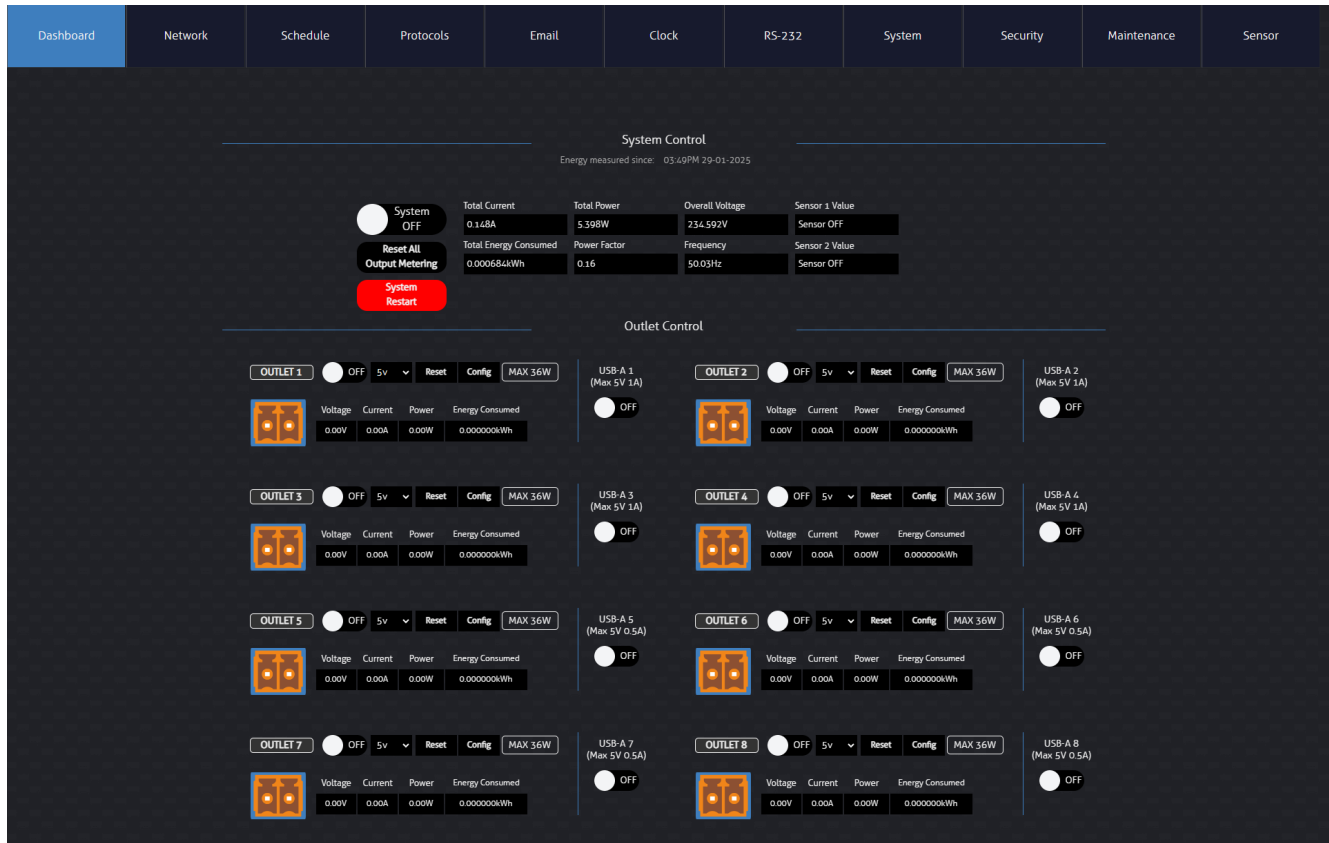 Dashboard Network Schedule Protocols Email Clock RS-232 System Security Maintenance Sensor
System Control
Energy measured since: 03:49PM 29-01-2025
System
OFF
Reset All
Output Metering
System
Restart
Total Current Total Power Overall Voltage Sensor 1 Value
0.148A 5.398W 234.592V Sensor OFF
Total Energy Consumed Power Factor Frequency Sensor 2 Value
0.000684kWh 0.16 50.03Hz Sensor OFF
Outlet Control
OUTLET 1 OFF 5v Reset Config MAX 36W
Voltage Current Power Energy Consumed
0.00V 0.00A 0.00W 0.000000kWh
USB-A 1
(Max 5V 1A)
OFF
OUTLET 2 OFF 5v Reset Config MAX 36W
Voltage Current Power Energy Consumed
0.00V 0.00A 0.00W 0.000000kWh
USB-A 2
(Max 5V 1A)
OFF
OUTLET 3 OFF 5v Reset Config MAX 36W
Voltage Current Power Energy Consumed
0.00V 0.00A 0.00W 0.000000kWh
USB-A 3
(Max 5V 1A)
OFF
OUTLET 4 OFF 5v Reset Config MAX 36W
Voltage Current Power Energy Consumed
0.00V 0.00A 0.00W 0.000000kWh
USB-A 4
(Max 5V 1A)
OFF
OUTLET 5 OFF 5v Reset Config MAX 36W
Voltage Current Power Energy Consumed
0.00V 0.00A 0.00W 0.000000kWh
USB-A 5
(Max 5V 0.5A)
OFF
OUTLET 6 OFF 5v Reset Config MAX 36W
Voltage Current Power Energy Consumed
0.00V 0.00A 0.00W 0.000000kWh
USB-A 6
(Max 5V 0.5A)
OFF
OUTLET 7 OFF 5v Reset Config MAX 36W
Voltage Current Power Energy Consumed
0.00V 0.00A 0.00W 0.000000kWh
USB-A 7
(Max 5V 0.5A)
OFF
OUTLET 8 OFF 5v Reset Config MAX 36W
Voltage Current Power Energy Consumed
0.00V 0.00A 0.00W 0.000000kWh
USB-A 8
(Max 5V 0.5A)
OFF